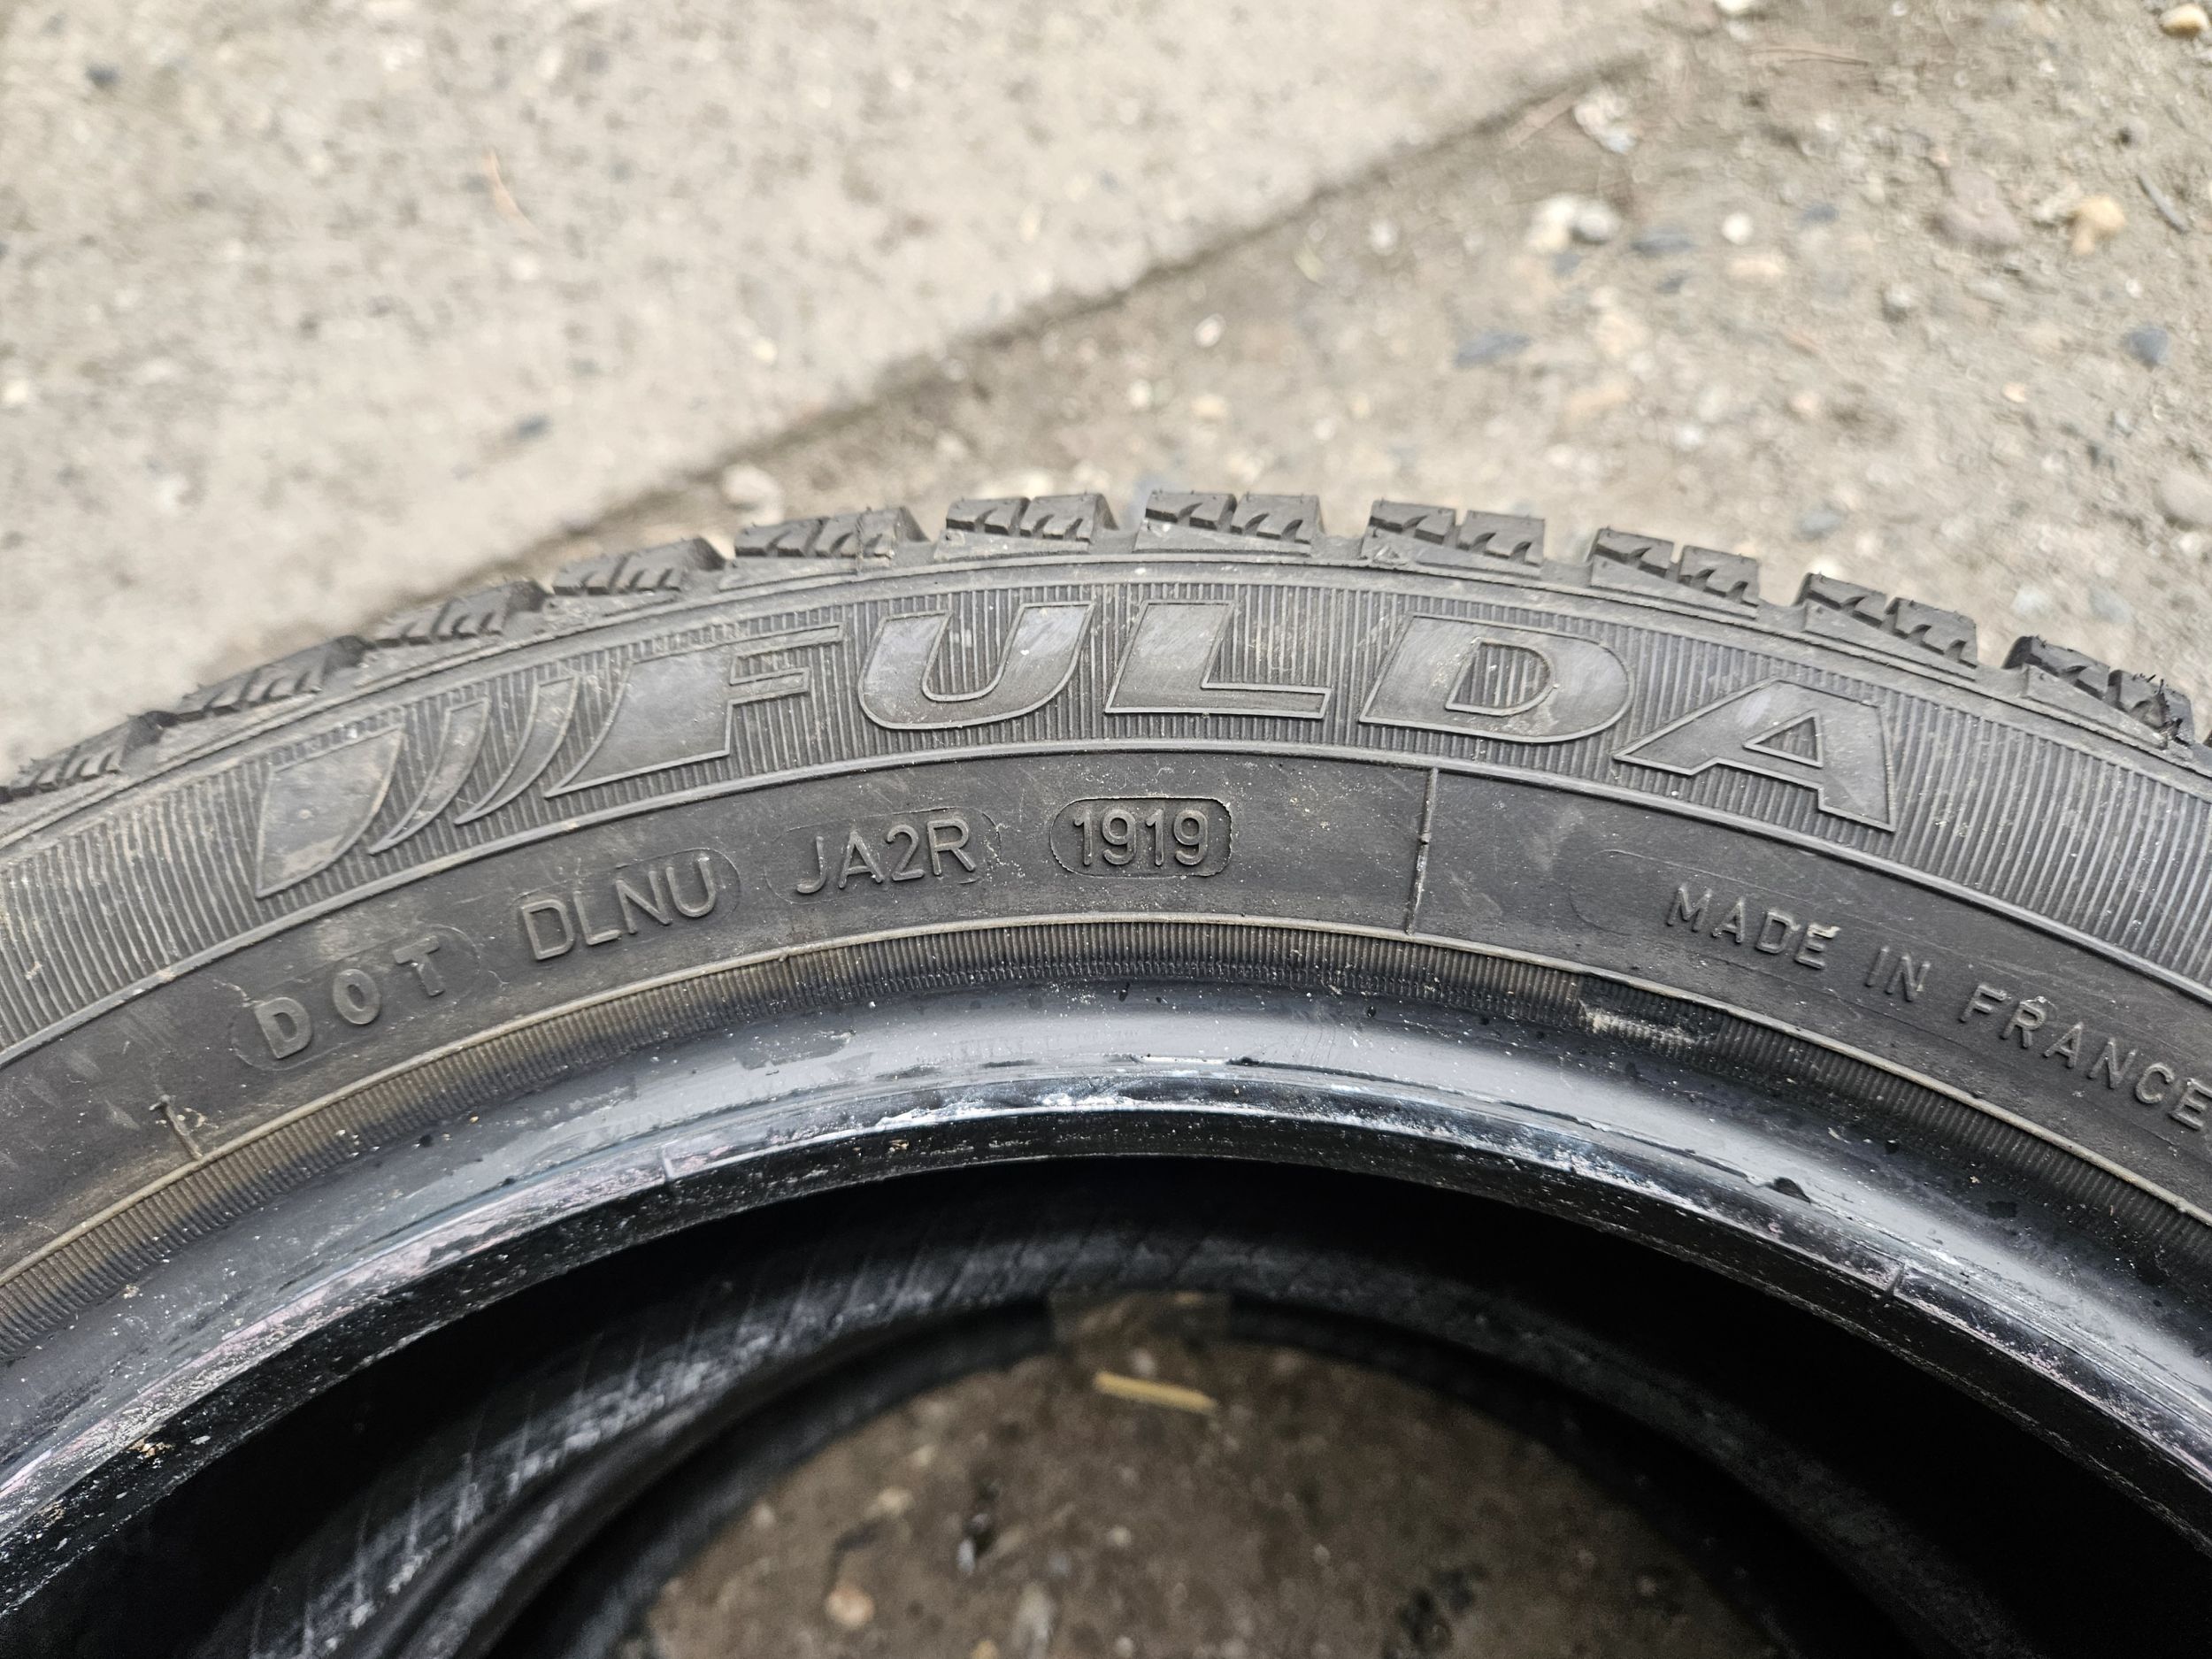 FULDA
DOT DLNU JA2R 1919
MADE IN FRANCE